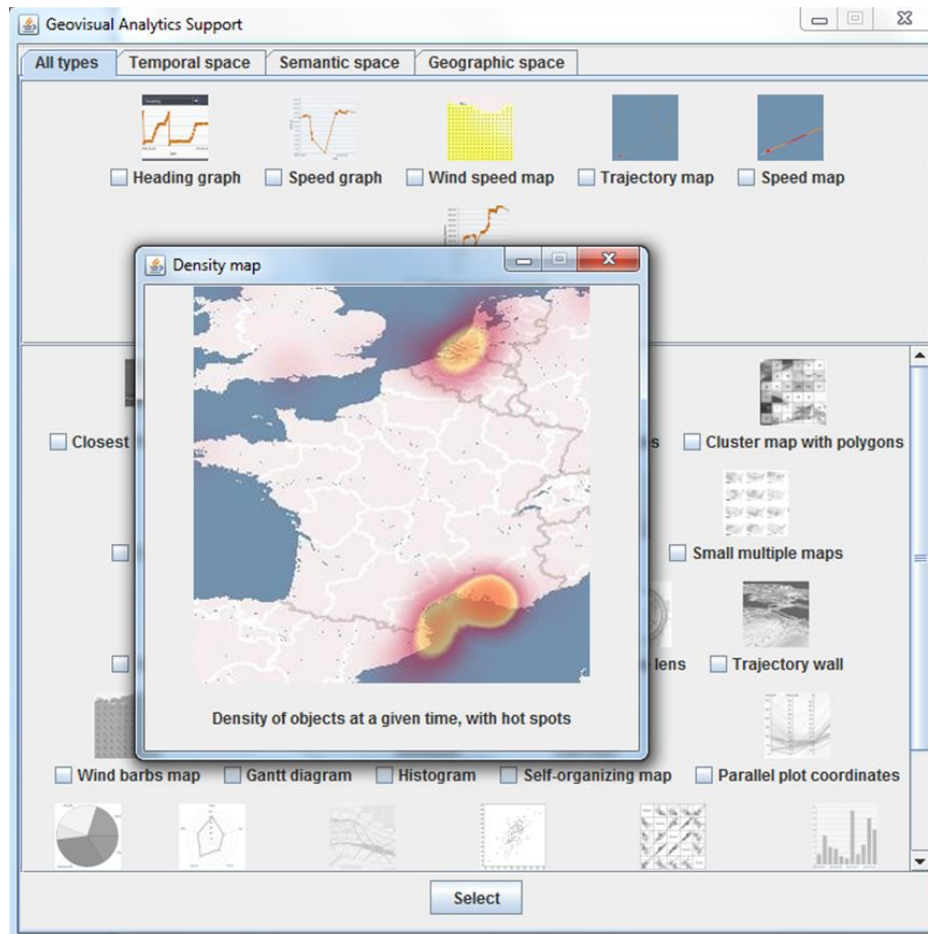 Geovisual Analytics Support
All types
Temporal space
Semantic space
Geographic space
Heading graph
Speed graph
Wind speed map
Trajectory map
Speed map
Density map
Closest
s
Cluster map with polygons
Small multiple maps
lens
Trajectory wall
Density of objects at a given time, with hot spots
Wind barbs map
Gantt diagram
Histogram
Self-organizing map
Parallel plot coordinates
Select